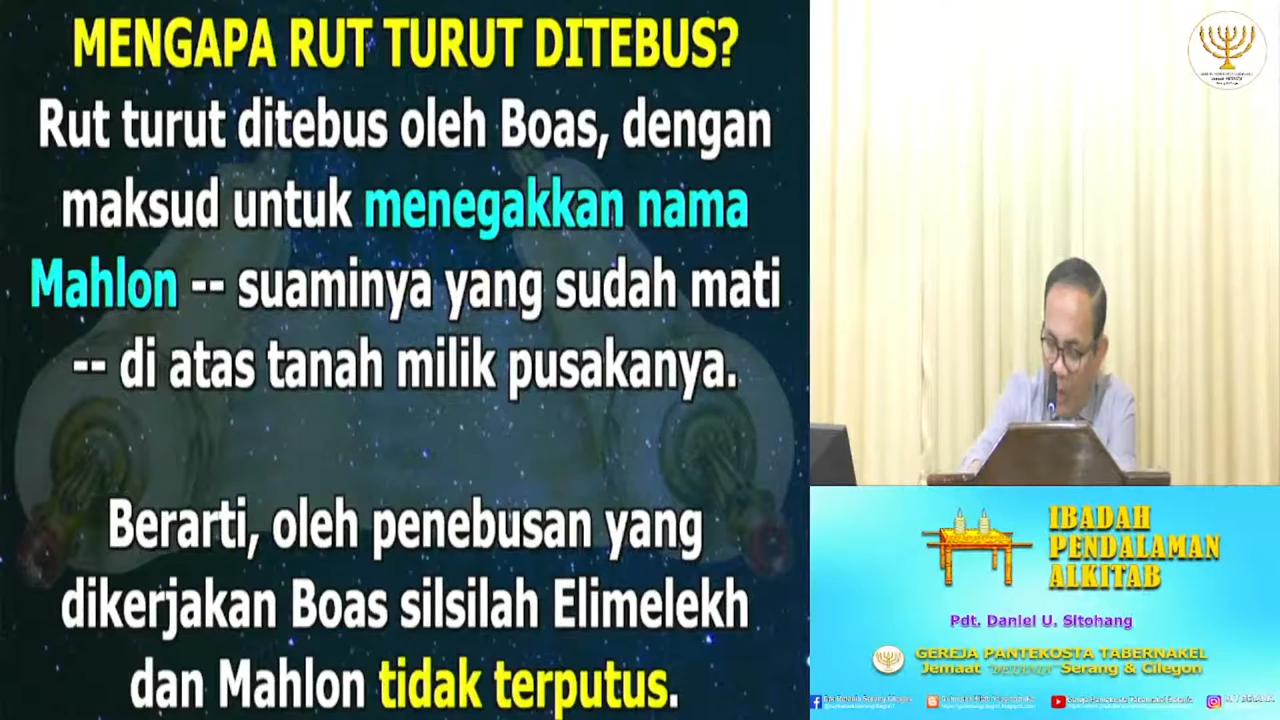 MENGAPA RUT TURUT DITEBUS?
Rut turut ditebus oleh Boas, dengan
maksud untuk menegakkan nama
Mahlon -- suaminya yang sudah mati
-- di atas tanah milik pusakanya.
Berarti, oleh penebusan yang
dikerjakan Boas silsilah Elimelekh
dan Mahlon tidak terputus.
IBADAH
PENDALAMAN
ALKITAB
Pdt. Daniel U. Sitohang
GEREJA PANTEKOSTA TABERNAKEL
Jemaat "BETANIA" Serang & Cilegon